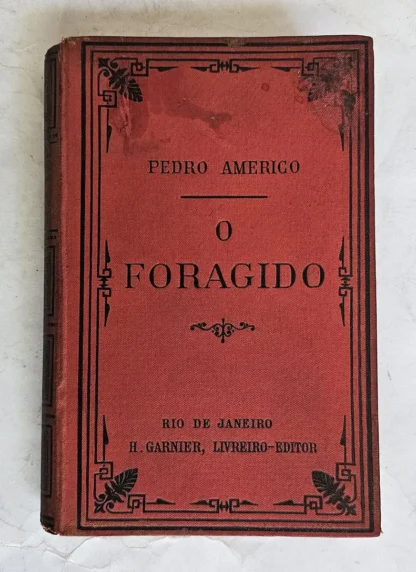 PEDRO AMERICO
O
FORAGIDO
RIO DE JANEIRO
H. GARNIER, LIVREIRO-EDITOR